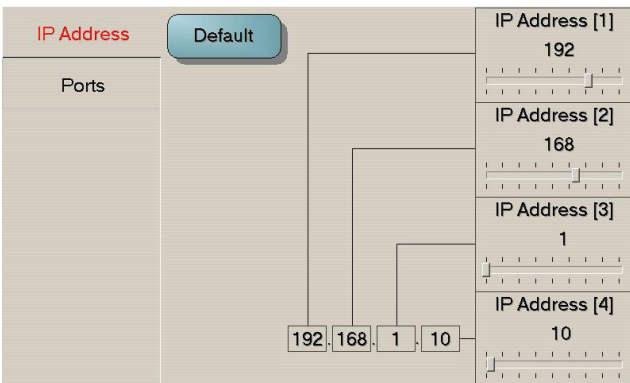 IP Address
Default
Ports
IP Address [1]
192
IP Address [2]
168
IP Address [3]
1
IP Address [4]
10
192.168.1.10